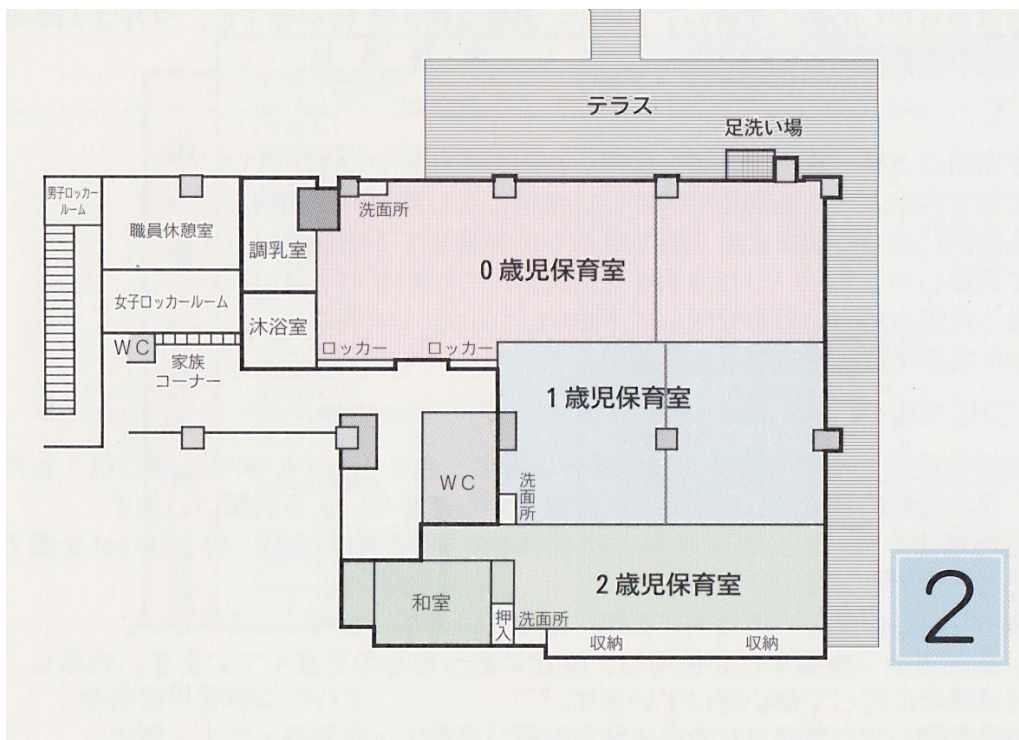 テラス
足洗い場
男子ロッカー
ルーム
洗面所
職員休憩室
調乳室
0歳児保育室
女子ロッカールーム
沐浴室
WC
家族
コーナー
ロッカー
ロッカー
1歳児保育室
WC
洗面所
2歳児保育室
和室
押入
洗面所
収納
収納
2